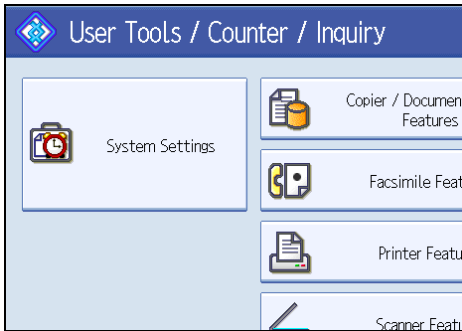 User Tools / Counter / Inquiry
System Settings
Copier / Documen
Features
Facsimile Feat
Printer Featu
Scanner Featu